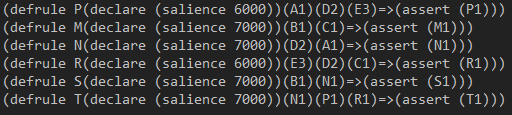 (defrule P(declare (salience 6000))(A1)(D2)(E3)=>(assert (P1)))
(defrule M(declare (salience 7000))(B1)(C1)=>(assert (M1)))
(defrule N(declare (salience 7000))(D2)(A1)=>(assert (N1)))
(defrule R(declare (salience 6000))(E3)(D2)(C1)=>(assert (R1)))
(defrule S(declare (salience 7000))(B1)(N1)=>(assert (S1)))
(defrule T(declare (salience 7000))(N1)(P1)(R1)=>(assert (T1)))